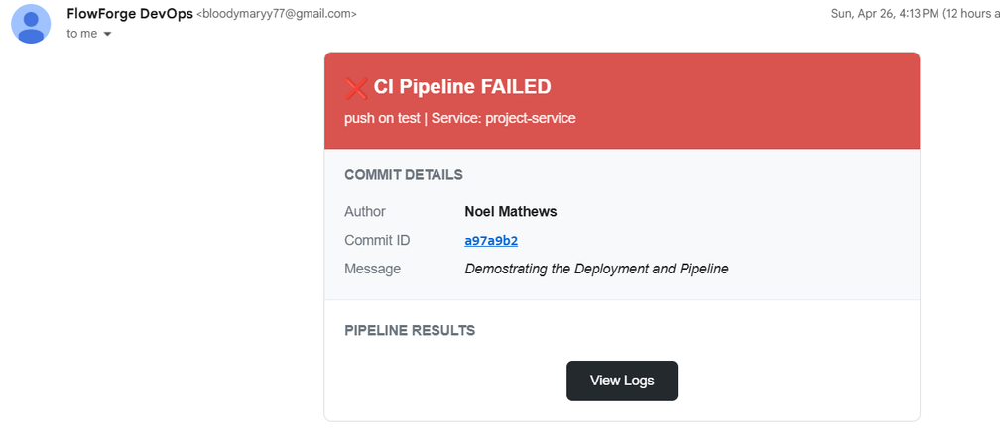 FlowForge DevOps <bloodymaryy77@gmail.com>
Sun, Apr 26, 4:13 PM (12 hours a
to me
CI Pipeline FAILED
push on test | Service: project-service
COMMIT DETAILS
Author Noel Mathews
Commit ID a97a9b2
Message Demostrating the Deployment and Pipeline
PIPELINE RESULTS
View Logs